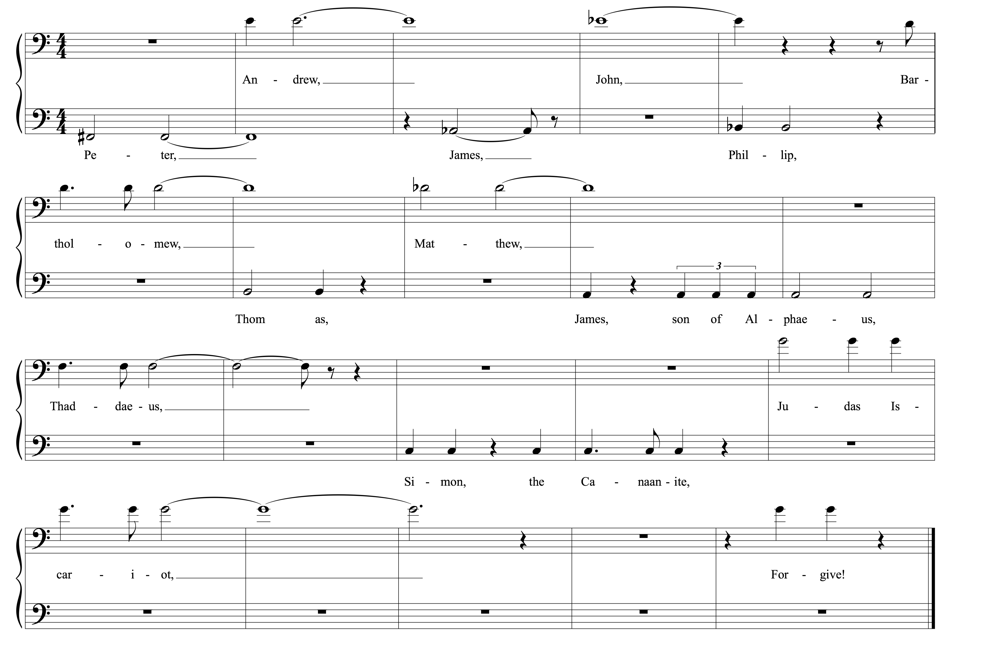 An - drew,
John,
Bar -
Pe - ter,
James,
Phil - lip,
thol - o - mew,
Mat - thew,
3
Thom as,
James, son of Al - phae - us,
Thad - dae - us,
Ju - das Is -
Si - mon, the Ca - naan - ite,
car - i - ot,
For - give!